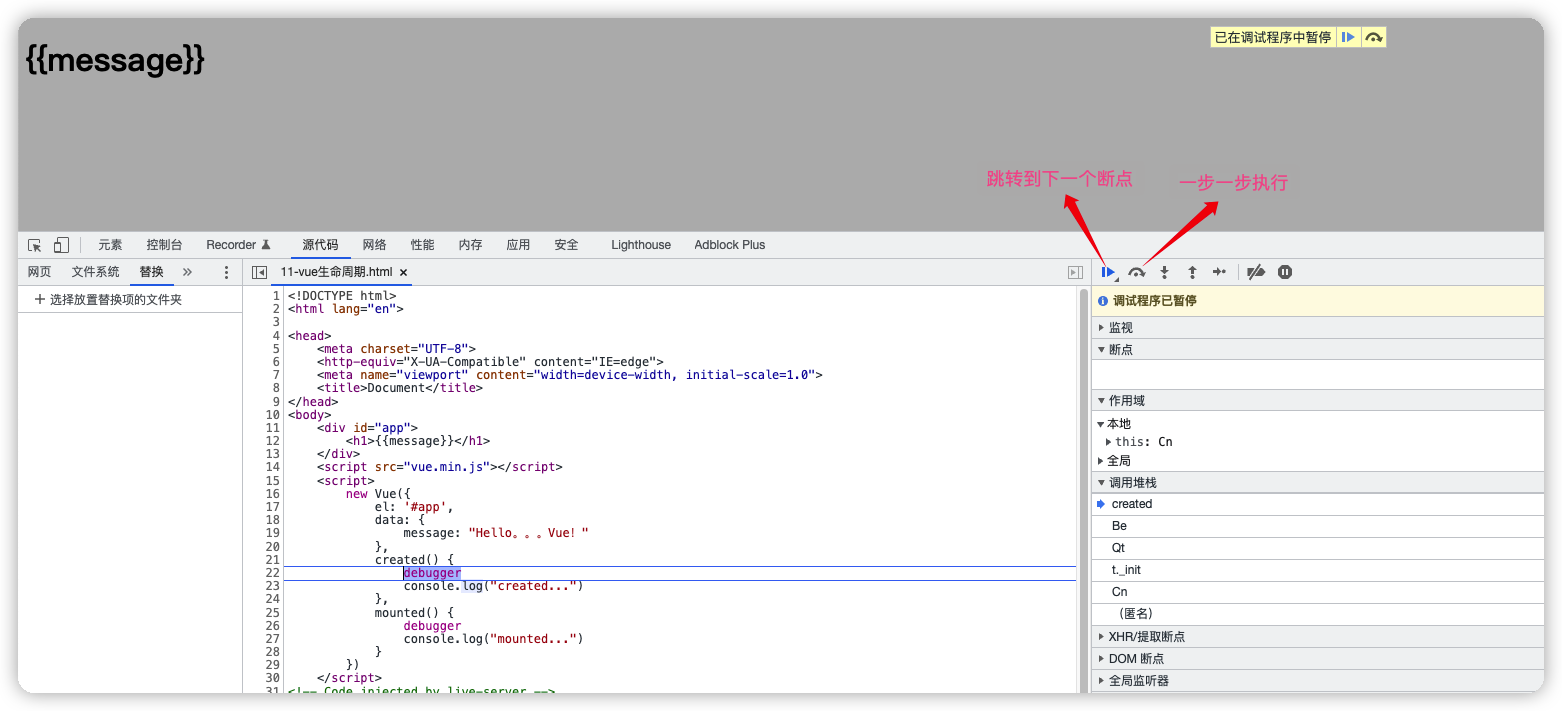 {{message}}
已在调试程序中暂停
跳转到下一个断点
一步一步执行
元素 控制台 Recorder 源代码 网络 性能 内存 应用 安全 Lighthouse Adblock Plus
网页 文件系统 替换 »
11-vue生命周期.html ×
+ 选择放置替换项的文件夹
1 <!DOCTYPE html>
2 <html lang="en">
3
4 <head>
5 <meta charset="UTF-8">
6 <http-equiv="X-UA-Compatible" content="IE=edge">
7 <meta name="viewport" content="width=device-width, initial-scale=1.0">
8 <title>Document</title>
9 </head>
10 <body>
11 <div id="app">
12 <h1>{{message}}</h1>
13 </div>
14 <script src="vue.min.js"></script>
15 <script>
16 new Vue({
17 el: '#app',
18 data: {
19 message: "Hello。。。Vue！"
20 },
21 created() {
22 debugger
23 console.log("created...")
24 },
25 mounted() {
26 debugger
27 console.log("mounted...")
28 }
29 })
30 </script>
31 <!-- Code injected by live-server -->
调试程序已暂停
监视
断点
作用域
本地
this: Cn
全局
调用堆栈
created
Be
Qt
t._init
Cn
(匿名)
XHR/提取断点
DOM 断点
全局监听器